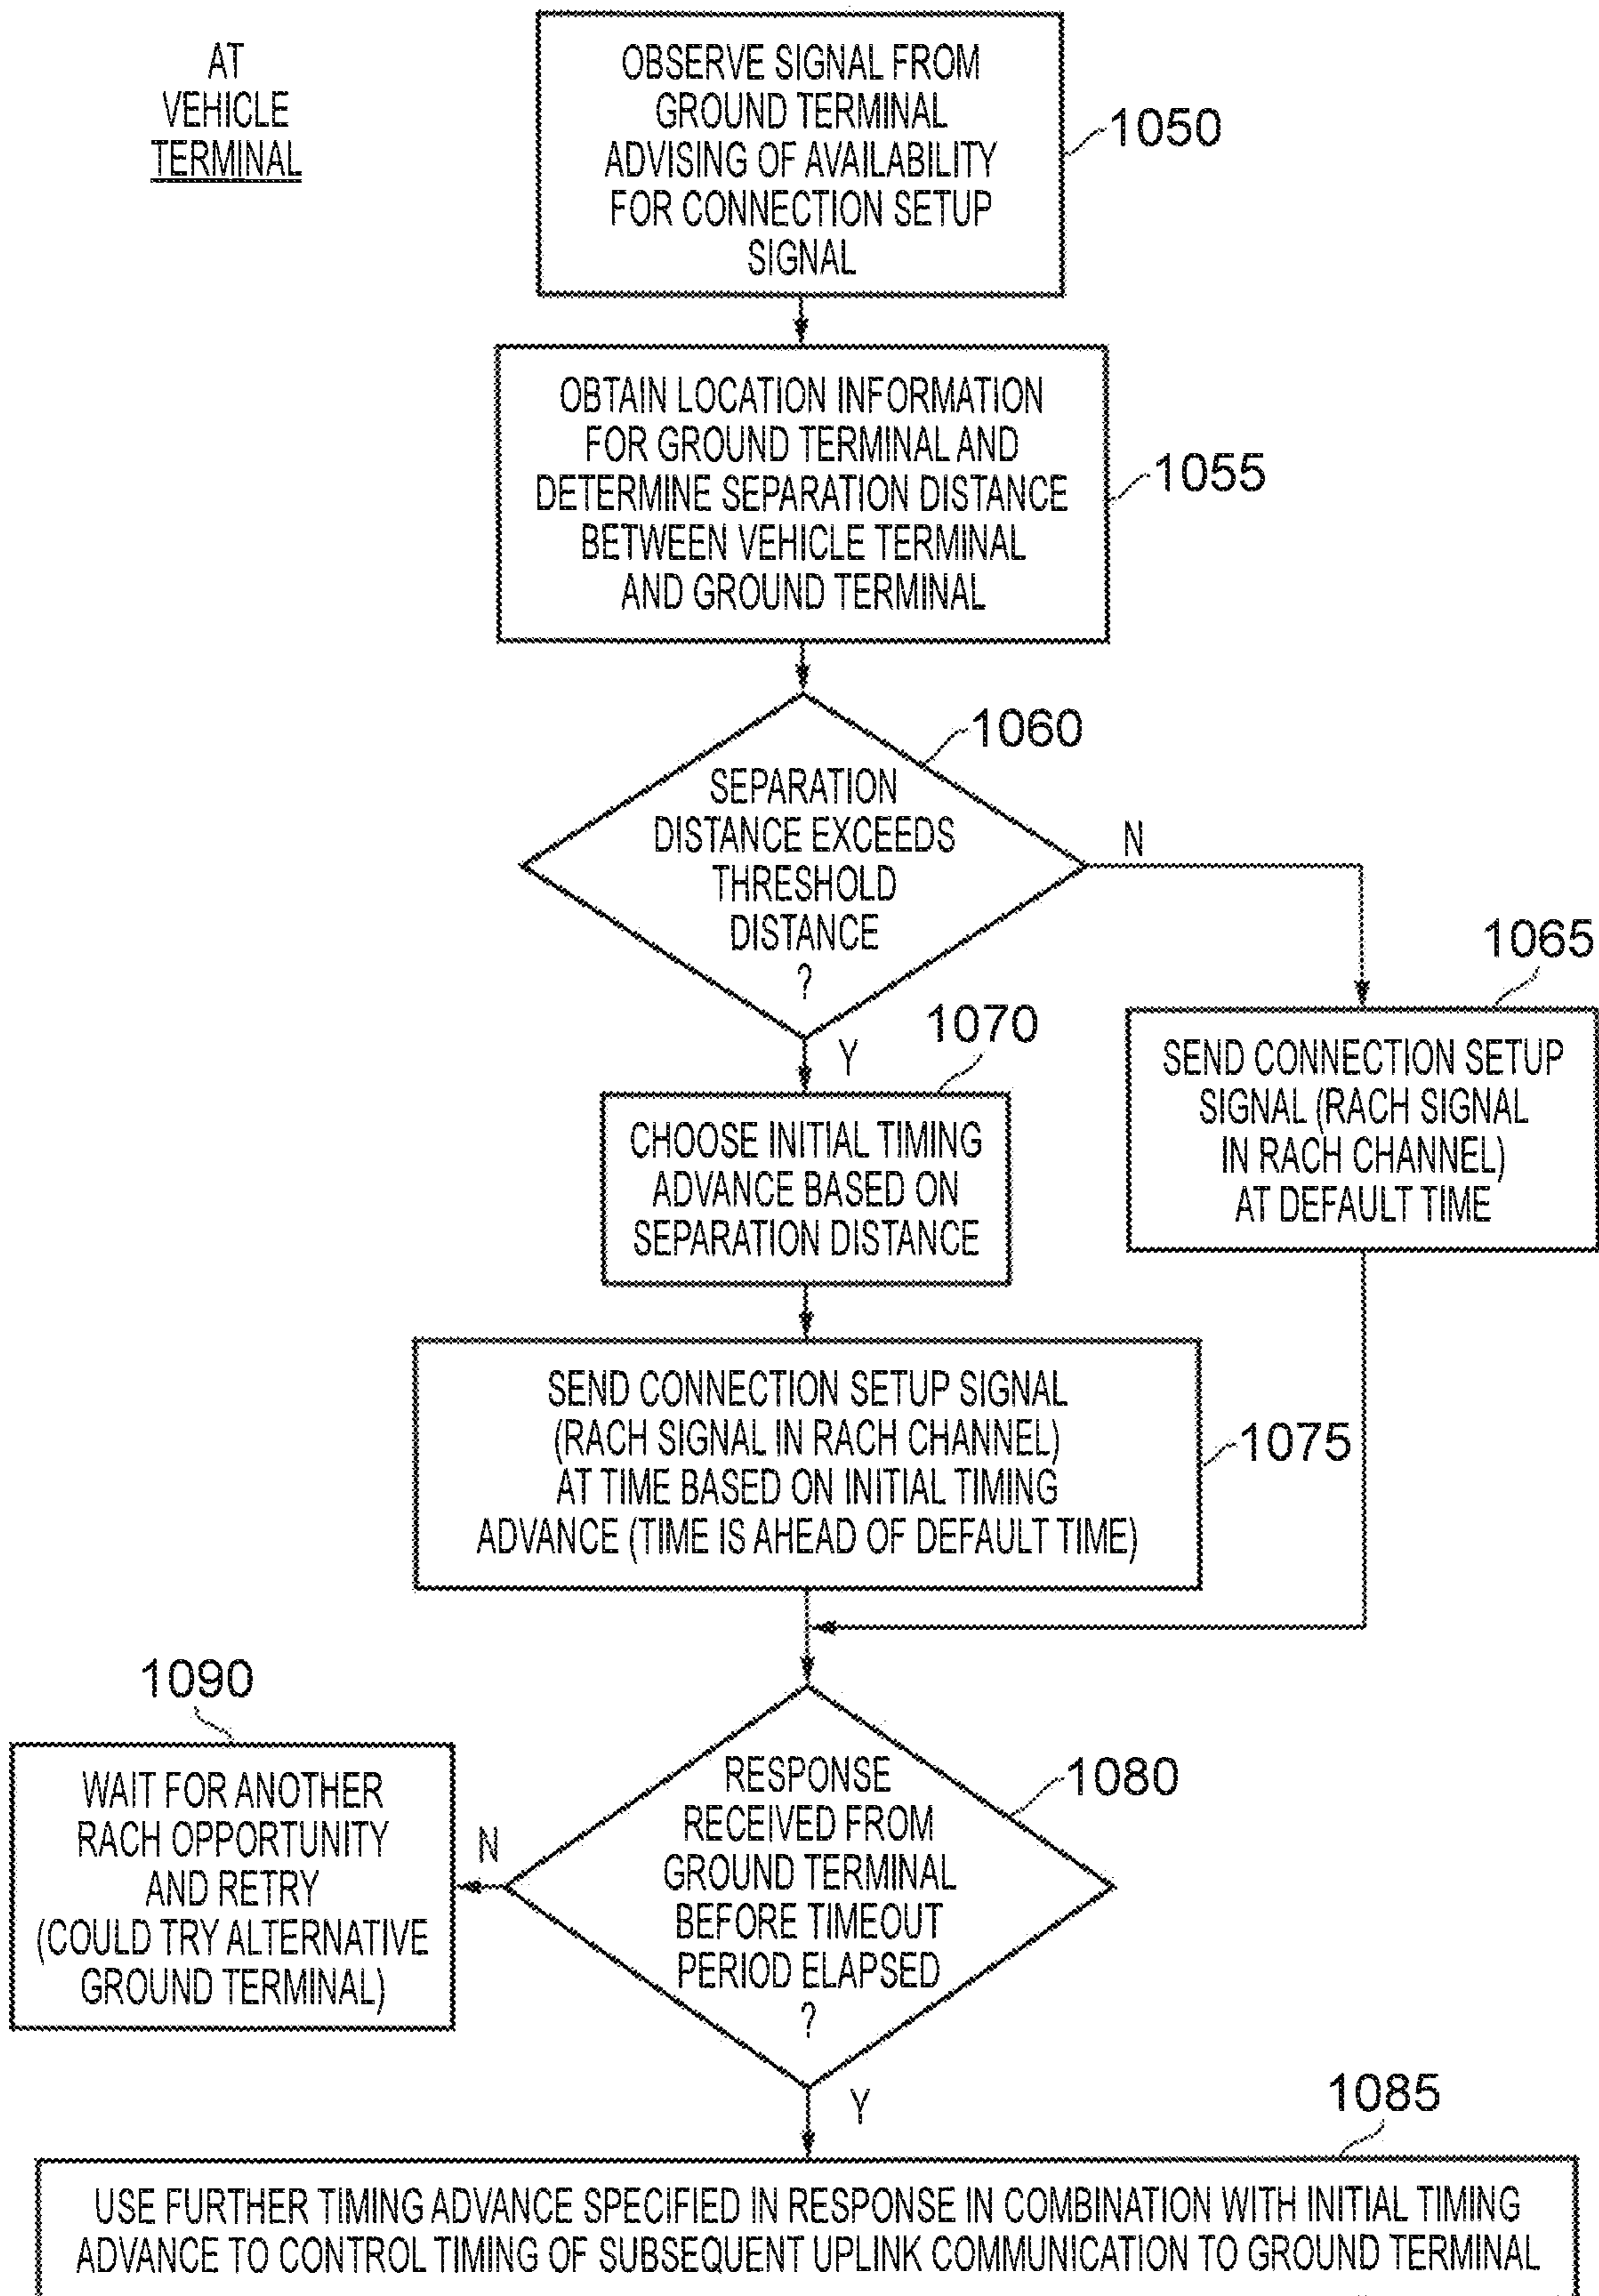 AT
VEHICLE
TERMINAL
OBSERVE SIGNAL FROM
GROUND TERMINAL
ADVISING OF AVAILABILITY
FOR CONNECTION SETUP
SIGNAL
1050
OBTAIN LOCATION INFORMATION
FOR GROUND TERMINAL AND
DETERMINE SEPARATION DISTANCE
BETWEEN VEHICLE TERMINAL
AND GROUND TERMINAL
1055
1060
SEPARATION
DISTANCE EXCEEDS
THRESHOLD
DISTANCE
?
N
Y
1065
SEND CONNECTION SETUP
SIGNAL (RACH SIGNAL
IN RACH CHANNEL)
AT DEFAULT TIME
1070
CHOOSE INITIAL TIMING
ADVANCE BASED ON
SEPARATION DISTANCE
SEND CONNECTION SETUP SIGNAL
(RACH SIGNAL IN RACH CHANNEL)
AT TIME BASED ON INITIAL TIMING
ADVANCE (TIME IS AHEAD OF DEFAULT TIME)
1075
1080
RESPONSE
RECEIVED FROM
GROUND TERMINAL
BEFORE TIMEOUT
PERIOD ELAPSED
?
N
1090
WAIT FOR ANOTHER
RACH OPPORTUNITY
AND RETRY
(COULD TRY ALTERNATIVE
GROUND TERMINAL)
Y
1085
USE FURTHER TIMING ADVANCE SPECIFIED IN RESPONSE IN COMBINATION WITH INITIAL TIMING
ADVANCE TO CONTROL TIMING OF SUBSEQUENT UPLINK COMMUNICATION TO GROUND TERMINAL